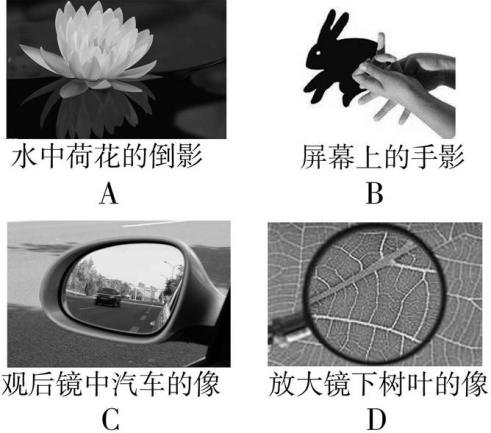 水中荷花的倒影
屏幕上的手影
A
B
观后镜中汽车的像
放大镜下树叶的像
C
D